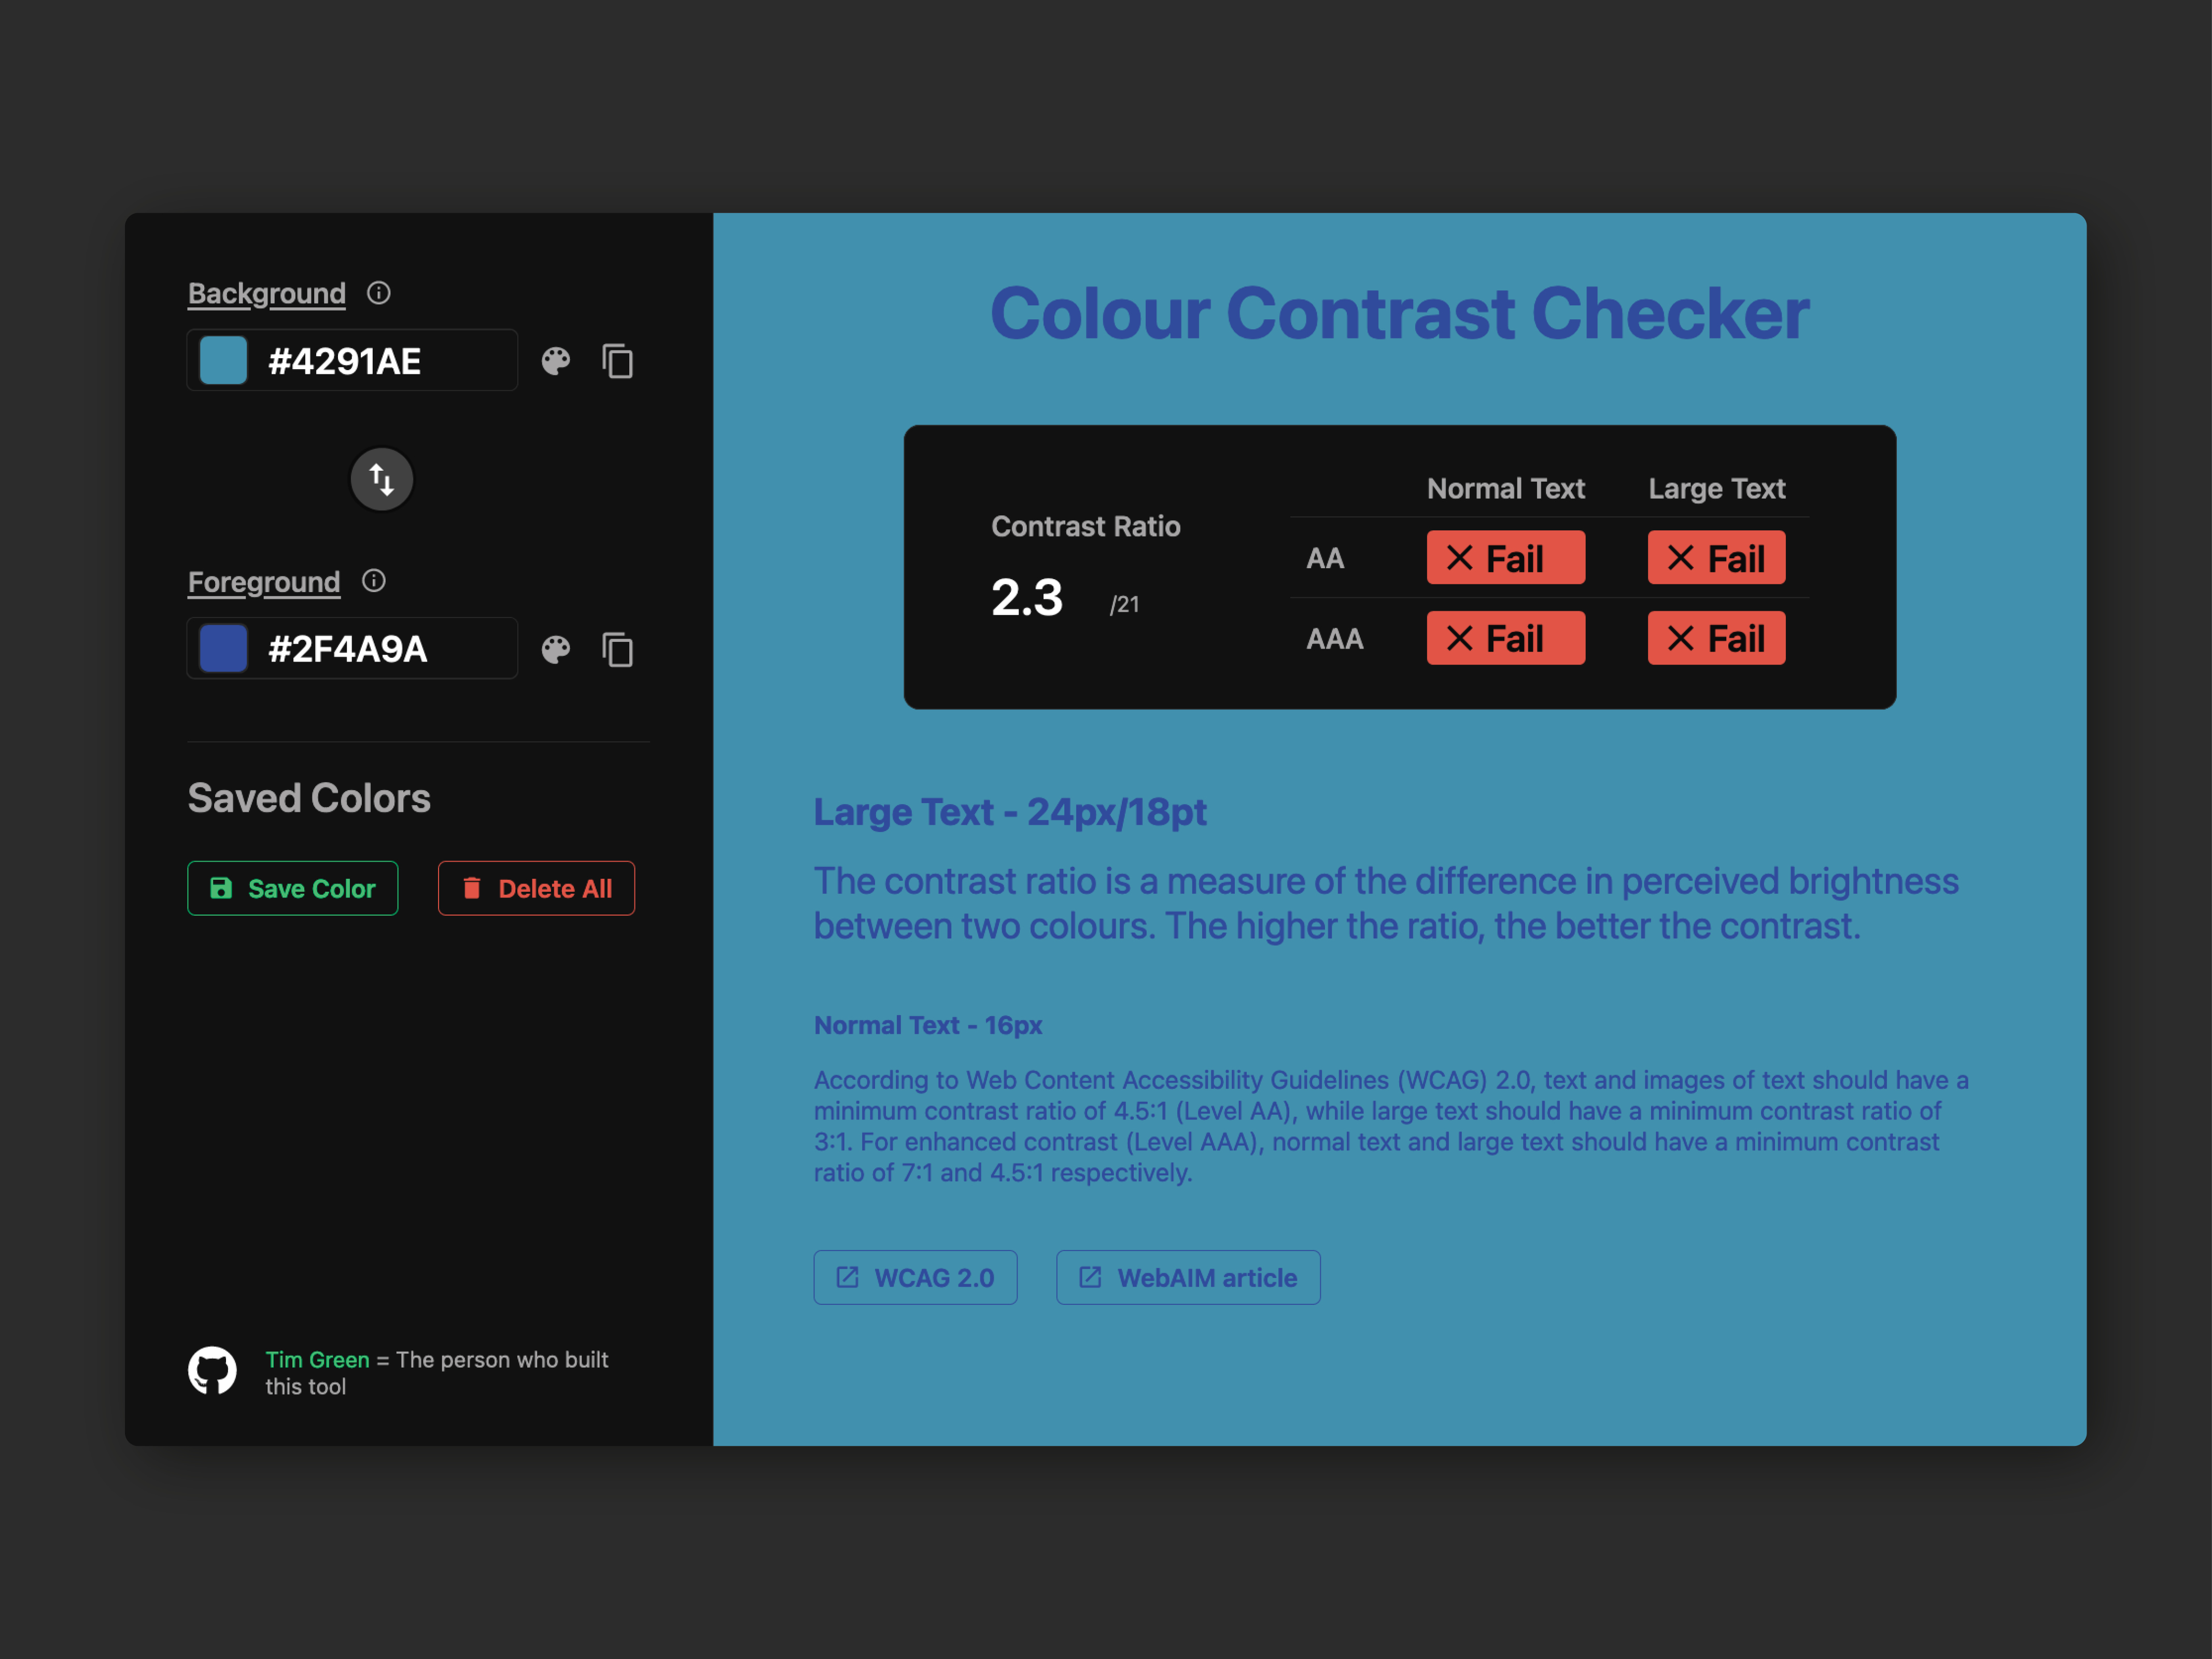 Background
#4291AE
Foreground
#2F4A9A
Saved Colors
Save Color
Delete All
Tim Green = The person who built
this tool
Colour Contrast Checker
Contrast Ratio
2.3 /21
Normal Text Large Text
AA Fail Fail
AAA Fail Fail
Large Text - 24px/18pt
The contrast ratio is a measure of the difference in perceived brightness
between two colours. The higher the ratio, the better the contrast.
Normal Text - 16px
According to Web Content Accessibility Guidelines (WCAG) 2.0, text and images of text should have a
minimum contrast ratio of 4.5:1 (Level AA), while large text should have a minimum contrast ratio of
3:1. For enhanced contrast (Level AAA), normal text and large text should have a minimum contrast
ratio of 7:1 and 4.5:1 respectively.
WCAG 2.0
WebAIM article